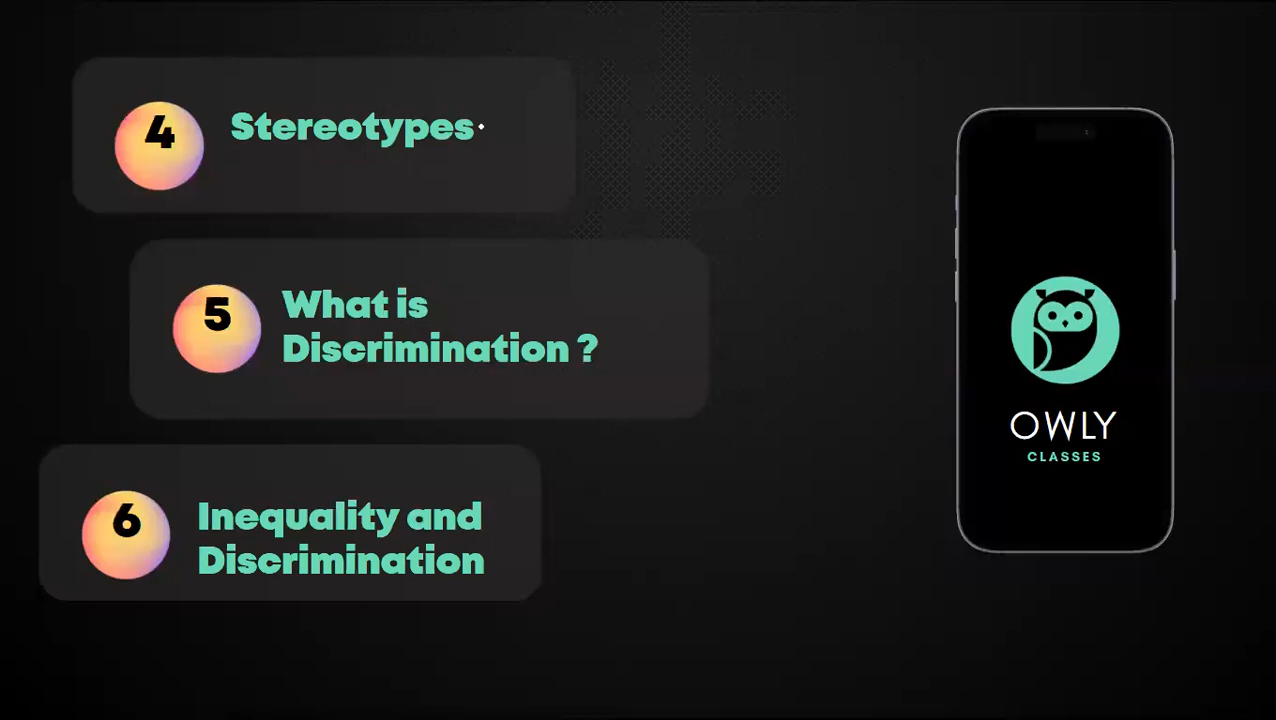 4
Stereotypes
5
What is
Discrimination ?
6
Inequality and
Discrimination
OWLY
CLASSES